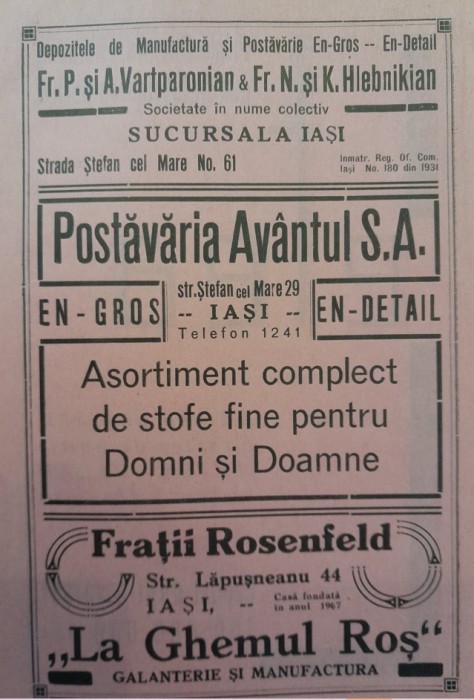 Depozitele de Manufactură și Postăvărie En-Gros -- En-Detail
Fr. P. și A. Vartparonian & Fr. N. și K. Hlebnikian
Societate în nume colectiv
SUCURSALA IAȘI
Strada Ștefan cel Mare No. 61
Inmatr. Reg. Of. Com.
Iași No. 180 din 1931
Postăvăria Avântul S.A.
EN-GROS
str. Ștefan cel Mare 29
-- IAȘI --
Telefon 1241
EN-DETAIL
Asortiment complect
de stofe fine pentru
Domni și Doamne
Frații Rosenfeld
Str. Lăpușneanu 44
IAȘI, --
Casă fondată
în anul 1967
„La Ghemul Roș“
GALANTERIE ȘI MANUFACTURA